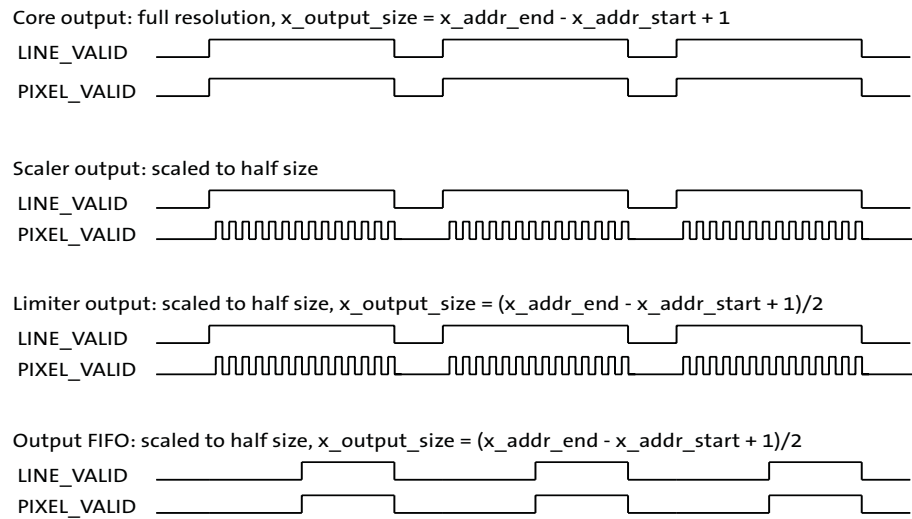 Core output: full resolution, x_output_size = x_addr_end - x_addr_start + 1
LINE_VALID
PIXEL_VALID
Scaler output: scaled to half size
LINE_VALID
PIXEL_VALID
Limiter output: scaled to half size, x_output_size = (x_addr_end - x_addr_start + 1)/2
LINE_VALID
PIXEL_VALID
Output FIFO: scaled to half size, x_output_size = (x_addr_end - x_addr_start + 1)/2
LINE_VALID
PIXEL_VALID